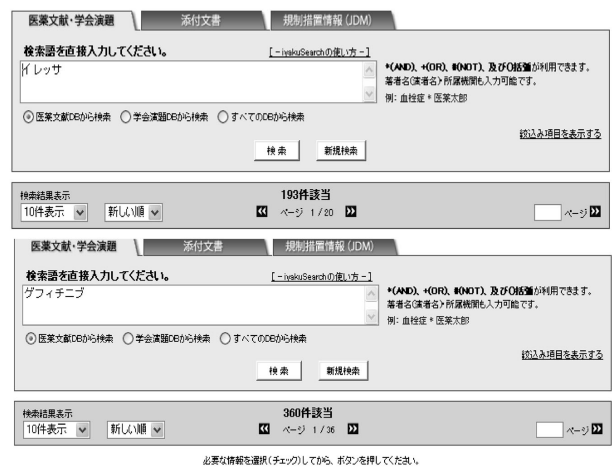 医薬文献・学会演題 添付文書 規制措置情報(JDM)
検索語を直接入力してください。 [-iyakuSearchの使い方-]
イレッサ
*(AND)、+(OR)、#(NOT)、及び()括弧が利用できます。
著者名(演者名)・所属機関も入力可能です。
例: 血栓症 * 医薬太郎
医薬文献DBから検索 学会演題DBから検索 すべてのDBから検索
絞込み項目を表示する
検索 新規検索
検索結果表示 193件該当
10件表示 新しい順 ページ 1/20 ページ
医薬文献・学会演題 添付文書 規制措置情報(JDM)
検索語を直接入力してください。 [-iyakuSearchの使い方-]
ゲフィチニブ
*(AND)、+(OR)、#(NOT)、及び()括弧が利用できます。
著者名(演者名)・所属機関も入力可能です。
例: 血栓症 * 医薬太郎
医薬文献DBから検索 学会演題DBから検索 すべてのDBから検索
絞込み項目を表示する
検索 新規検索
検索結果表示 360件該当
10件表示 新しい順 ページ 1/36 ページ
必要な情報を選択(チェック)してから、ボタンを押してください。